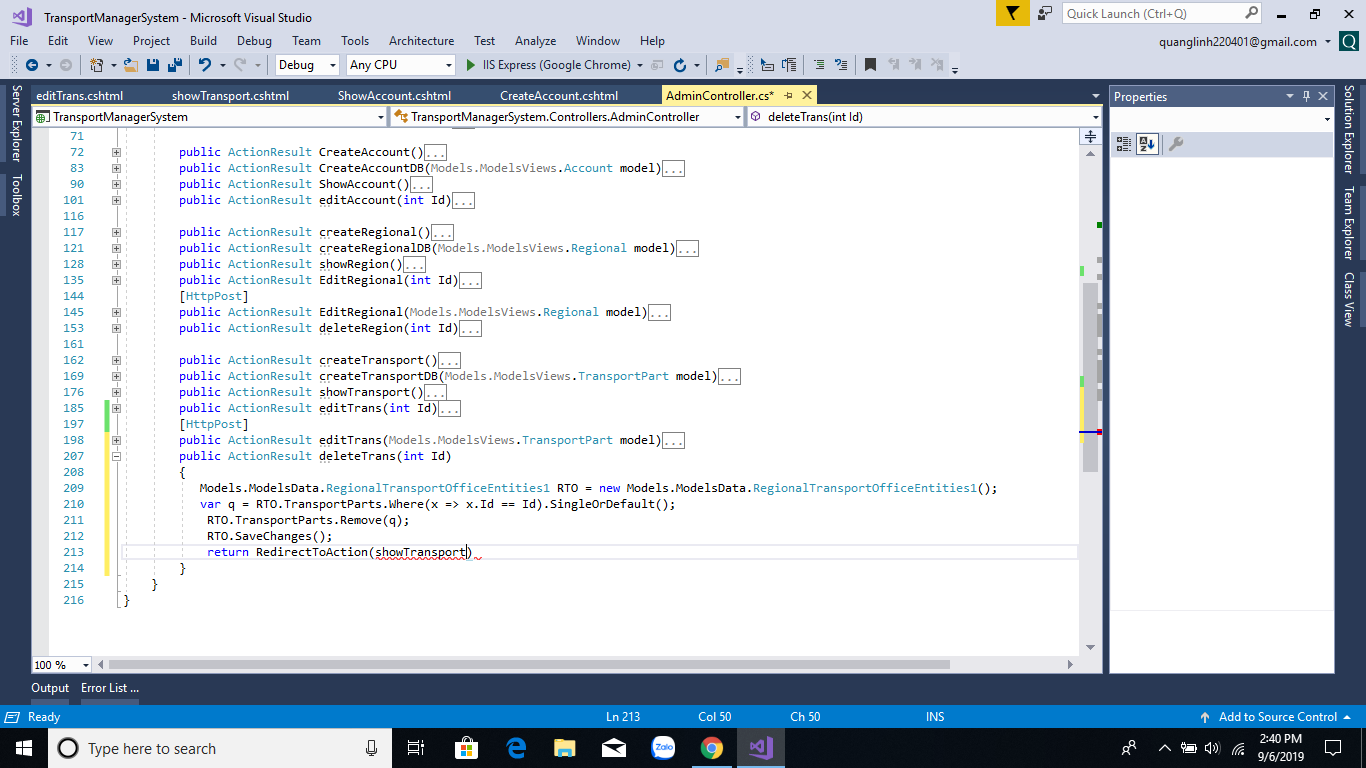 TransportManagerSystem - Microsoft Visual Studio
Quick Launch (Ctrl+Q)
File Edit View Project Build Debug Team Tools Architecture Test Analyze Window Help
quanglinh220401@gmail.com Q
Debug Any CPU IIS Express (Google Chrome)
editTrans.cshtml showTransport.cshtml ShowAccount.cshtml CreateAccount.cshtml AdminController.cs*
Properties
TransportManagerSystem TransportManagerSystem.Controllers.AdminController deleteTrans(int Id)
Server Explorer
Toolbox
Solution Explorer
Team Explorer
Class View
71
72 public ActionResult CreateAccount()...
83 public ActionResult CreateAccountDB(Models.ModelsViews.Account model)...
90 public ActionResult ShowAccount()...
101 public ActionResult editAccount(int Id)...
116
117 public ActionResult createRegional()...
121 public ActionResult createRegionalDB(Models.ModelsViews.Regional model)...
128 public ActionResult showRegion()...
135 public ActionResult EditRegional(int Id)...
144 [HttpPost]
145 public ActionResult EditRegional(Models.ModelsViews.Regional model)...
153 public ActionResult deleteRegion(int Id)...
161
162 public ActionResult createTransport()...
169 public ActionResult createTransportDB(Models.ModelsViews.TransportPart model)...
176 public ActionResult showTransport()...
185 public ActionResult editTrans(int Id)...
197 [HttpPost]
198 public ActionResult editTrans(Models.ModelsViews.TransportPart model)...
207 public ActionResult deleteTrans(int Id)
208 {
209 Models.ModelsData.RegionalTransportOfficeEntities1 RTO = new Models.ModelsData.RegionalTransportOfficeEntities1();
210 var q = RTO.TransportParts.Where(x => x.Id == Id).SingleOrDefault();
211 RTO.TransportParts.Remove(q);
212 RTO.SaveChanges();
213 return RedirectToAction(showTransport)
214 }
215 }
216 }
100 %
Output Error List ...
Ready Ln 213 Col 50 Ch 50 INS Add to Source Control
Type here to search
Zalo
2:40 PM
9/6/2019